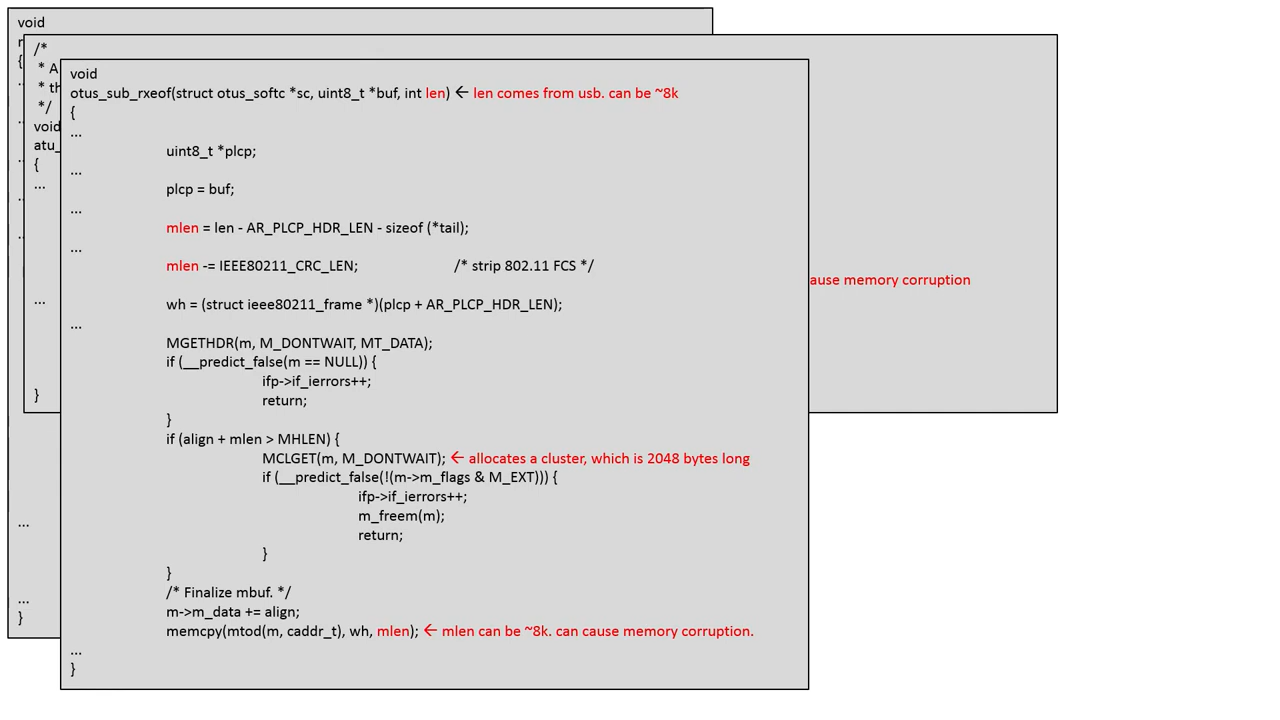 void
r
{
..
..
..
..
..
...
...
}
/*
* A
* th
*/
void
atu_
{
...
...
}
ause memory corruption
void
otus_sub_rxeof(struct otus_softc *sc, uint8_t *buf, int len) ← len comes from usb. can be ~8k
{
...
uint8_t *plcp;
...
plcp = buf;
...
mlen = len - AR_PLCP_HDR_LEN - sizeof (*tail);
...
mlen -= IEEE80211_CRC_LEN; /* strip 802.11 FCS */
wh = (struct ieee80211_frame *)(plcp + AR_PLCP_HDR_LEN);
...
MGETHDR(m, M_DONTWAIT, MT_DATA);
if (__predict_false(m == NULL)) {
ifp->if_ierrors++;
return;
}
if (align + mlen > MHLEN) {
MCLGET(m, M_DONTWAIT); ← allocates a cluster, which is 2048 bytes long
if (__predict_false(!(m->m_flags & M_EXT))) {
ifp->if_ierrors++;
m_freem(m);
return;
}
}
/* Finalize mbuf. */
m->m_data += align;
memcpy(mtod(m, caddr_t), wh, mlen); ← mlen can be ~8k. can cause memory corruption.
...
}